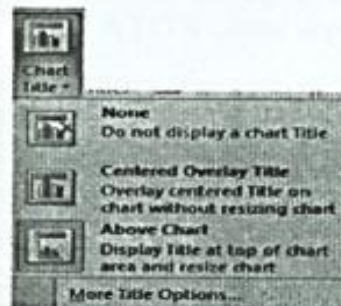 Chart
Title
None
Do not display a chart Title
Centered Overlay Title
Overlay centered Title on
chart without resizing chart
Above Chart
Display Title at top of chart
area and resize chart
More Title Options...